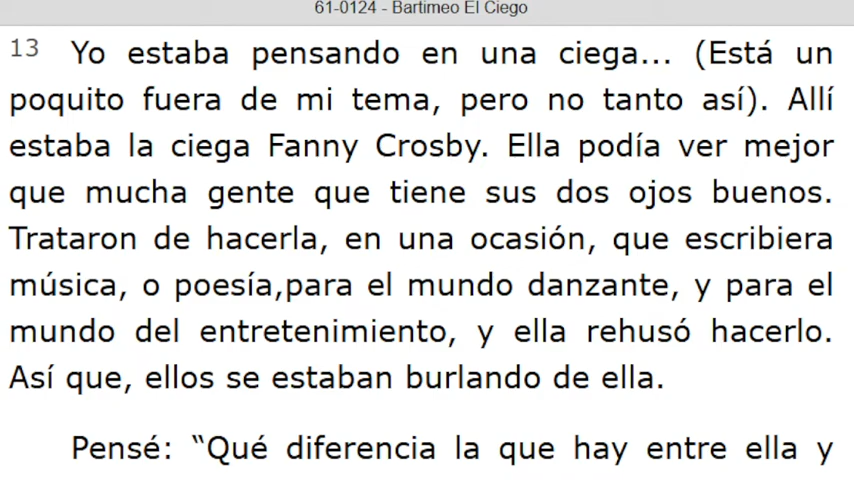 61-0124 - Bartimeo El Ciego
13 Yo estaba pensando en una ciega... (Está un
poquito fuera de mi tema, pero no tanto así). Allí
estaba la ciega Fanny Crosby. Ella podía ver mejor
que mucha gente que tiene sus dos ojos buenos.
Trataron de hacerla, en una ocasión, que escribiera
música, o poesía,para el mundo danzante, y para el
mundo del entretenimiento, y ella rehusó hacerlo.
Así que, ellos se estaban burlando de ella.
Pensé: “Qué diferencia la que hay entre ella y